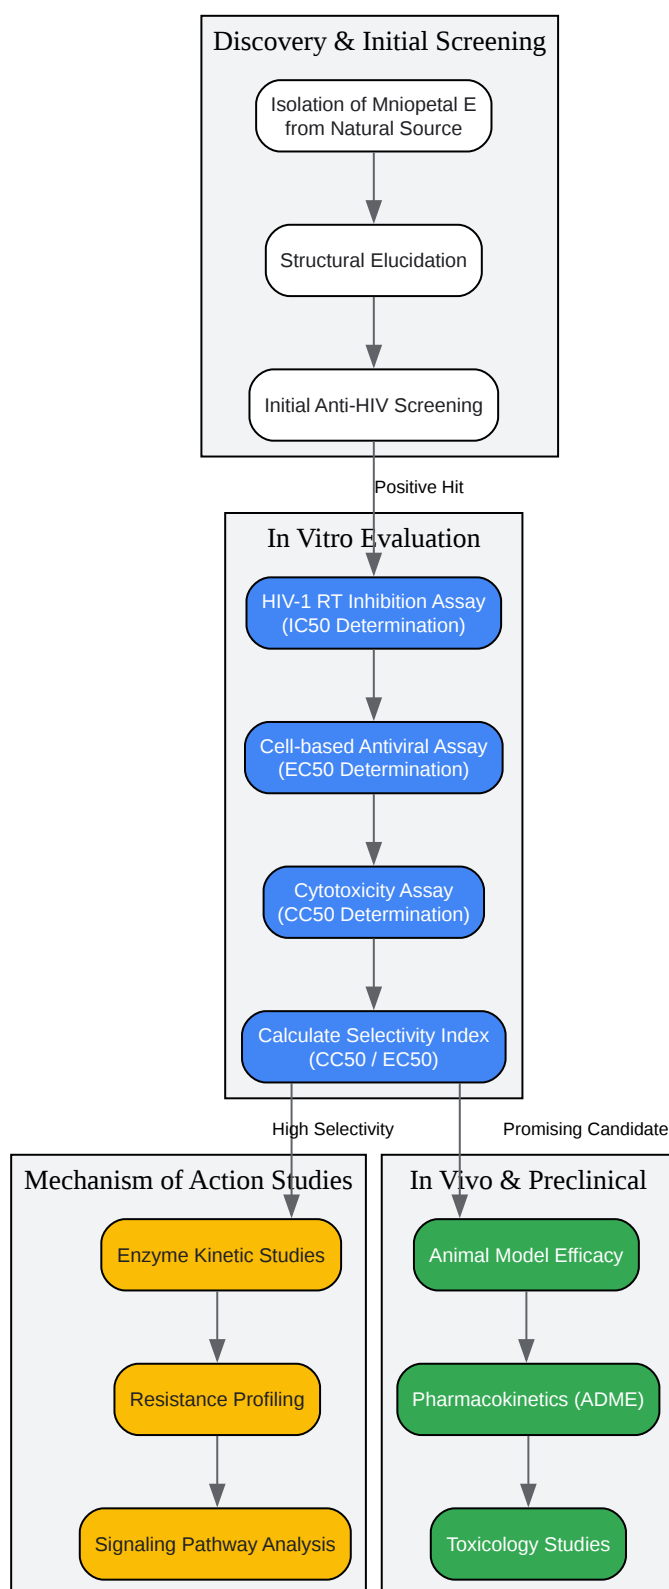 Discovery & Initial Screening
Isolation of Mniopetal E
from Natural Source
Structural Elucidation
Initial Anti-HIV Screening
Positive Hit
In Vitro Evaluation
HIV-1 RT Inhibition Assay
(IC50 Determination)
Cell-based Antiviral Assay
(EC50 Determination)
Cytotoxicity Assay
(CC50 Determination)
Calculate Selectivity Index
(CC50 / EC50)
High Selectivity
Promising Candidate
Mechanism of Action Studies
Enzyme Kinetic Studies
Resistance Profiling
Signaling Pathway Analysis
In Vivo & Preclinical
Animal Model Efficacy
Pharmacokinetics (ADME)
Toxicology Studies